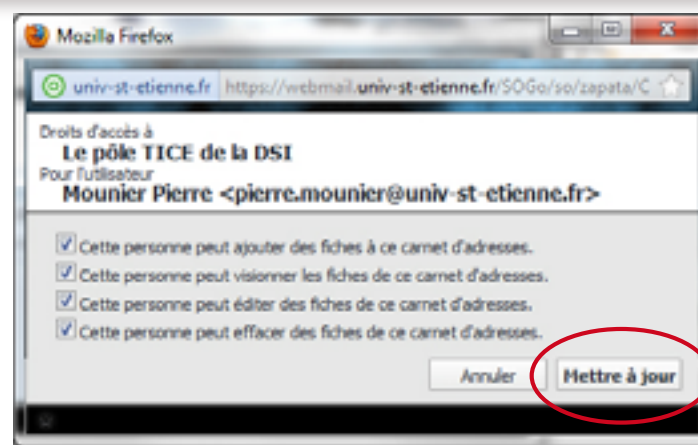 Mozilla Firefox
univ-st-etienne.fr https://webmail.univ-st-etienne.fr/SOGo/so/zapata/C
Droits d'accès à
Le pôle TICE de la DSI
Pour l'utilisateur
Mounier Pierre <pierre.mounier@univ-st-etienne.fr>
Cette personne peut ajouter des fiches à ce carnet d'adresses.
Cette personne peut visionner les fiches de ce carnet d'adresses.
Cette personne peut éditer des fiches de ce carnet d'adresses.
Cette personne peut effacer des fiches de ce carnet d'adresses.
Annuler Mettre à jour